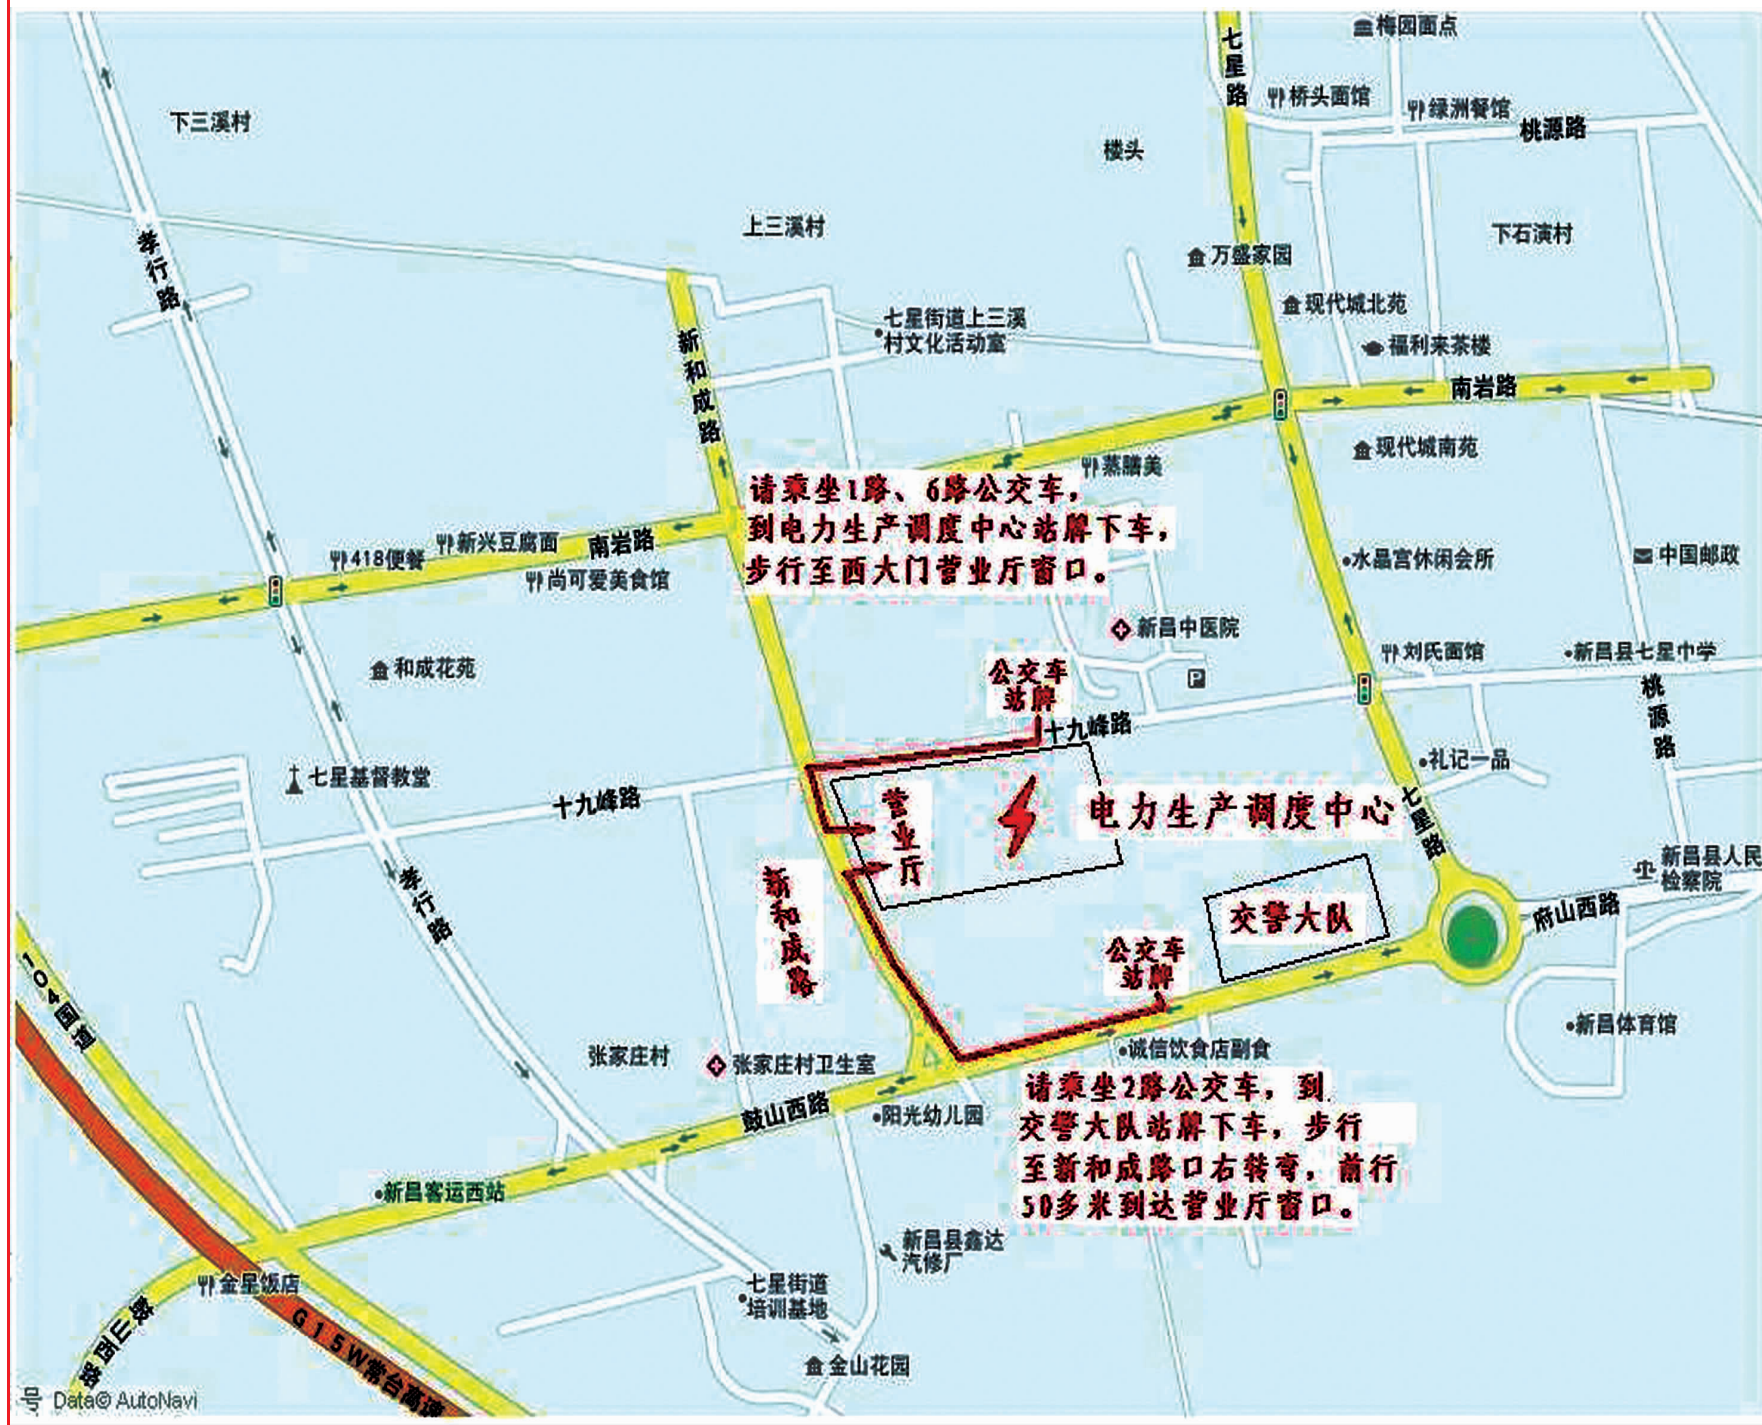 梅园面点
七星路
桥头面馆
绿洲餐馆
桃源路
下三溪村
楼头
上三溪村
下石演村
孝行路
万盛家园
现代城北苑
七星街道上三溪
村文化活动室
新和成路
福利来茶楼
南岩路
现代城南苑
蒸膳美
请乘坐1路、6路公交车，
到电力生产调度中心站牌下车，
步行至西大门营业厅窗口。
418便餐
新兴豆腐面
南岩路
尚可爱美食馆
水晶宫休闲会所
中国邮政
新昌中医院
刘氏面馆
新昌县七星中学
和成花苑
公交车
站牌
P
桃源路
十九峰路
七星基督教堂
十九峰路
礼记一品
营业厅
电力生产调度中心
七星路
新昌县人民
检察院
孝行路
新和成路
交警大队
府山西路
公交车
站牌
104国道
新昌体育馆
张家庄村
张家庄村卫生室
诚信饮食店副食
请乘坐2路公交车，到
交警大队站牌下车，步行
至新和成路口右转弯，前行
50多米到达营业厅窗口。
鼓山西路
阳光幼儿园
新昌客运西站
新昌县鑫达
汽修厂
金星饭店
七星街道
培训基地
鼓山西路
G15W常台高速
金山花园
号 Data© AutoNavi